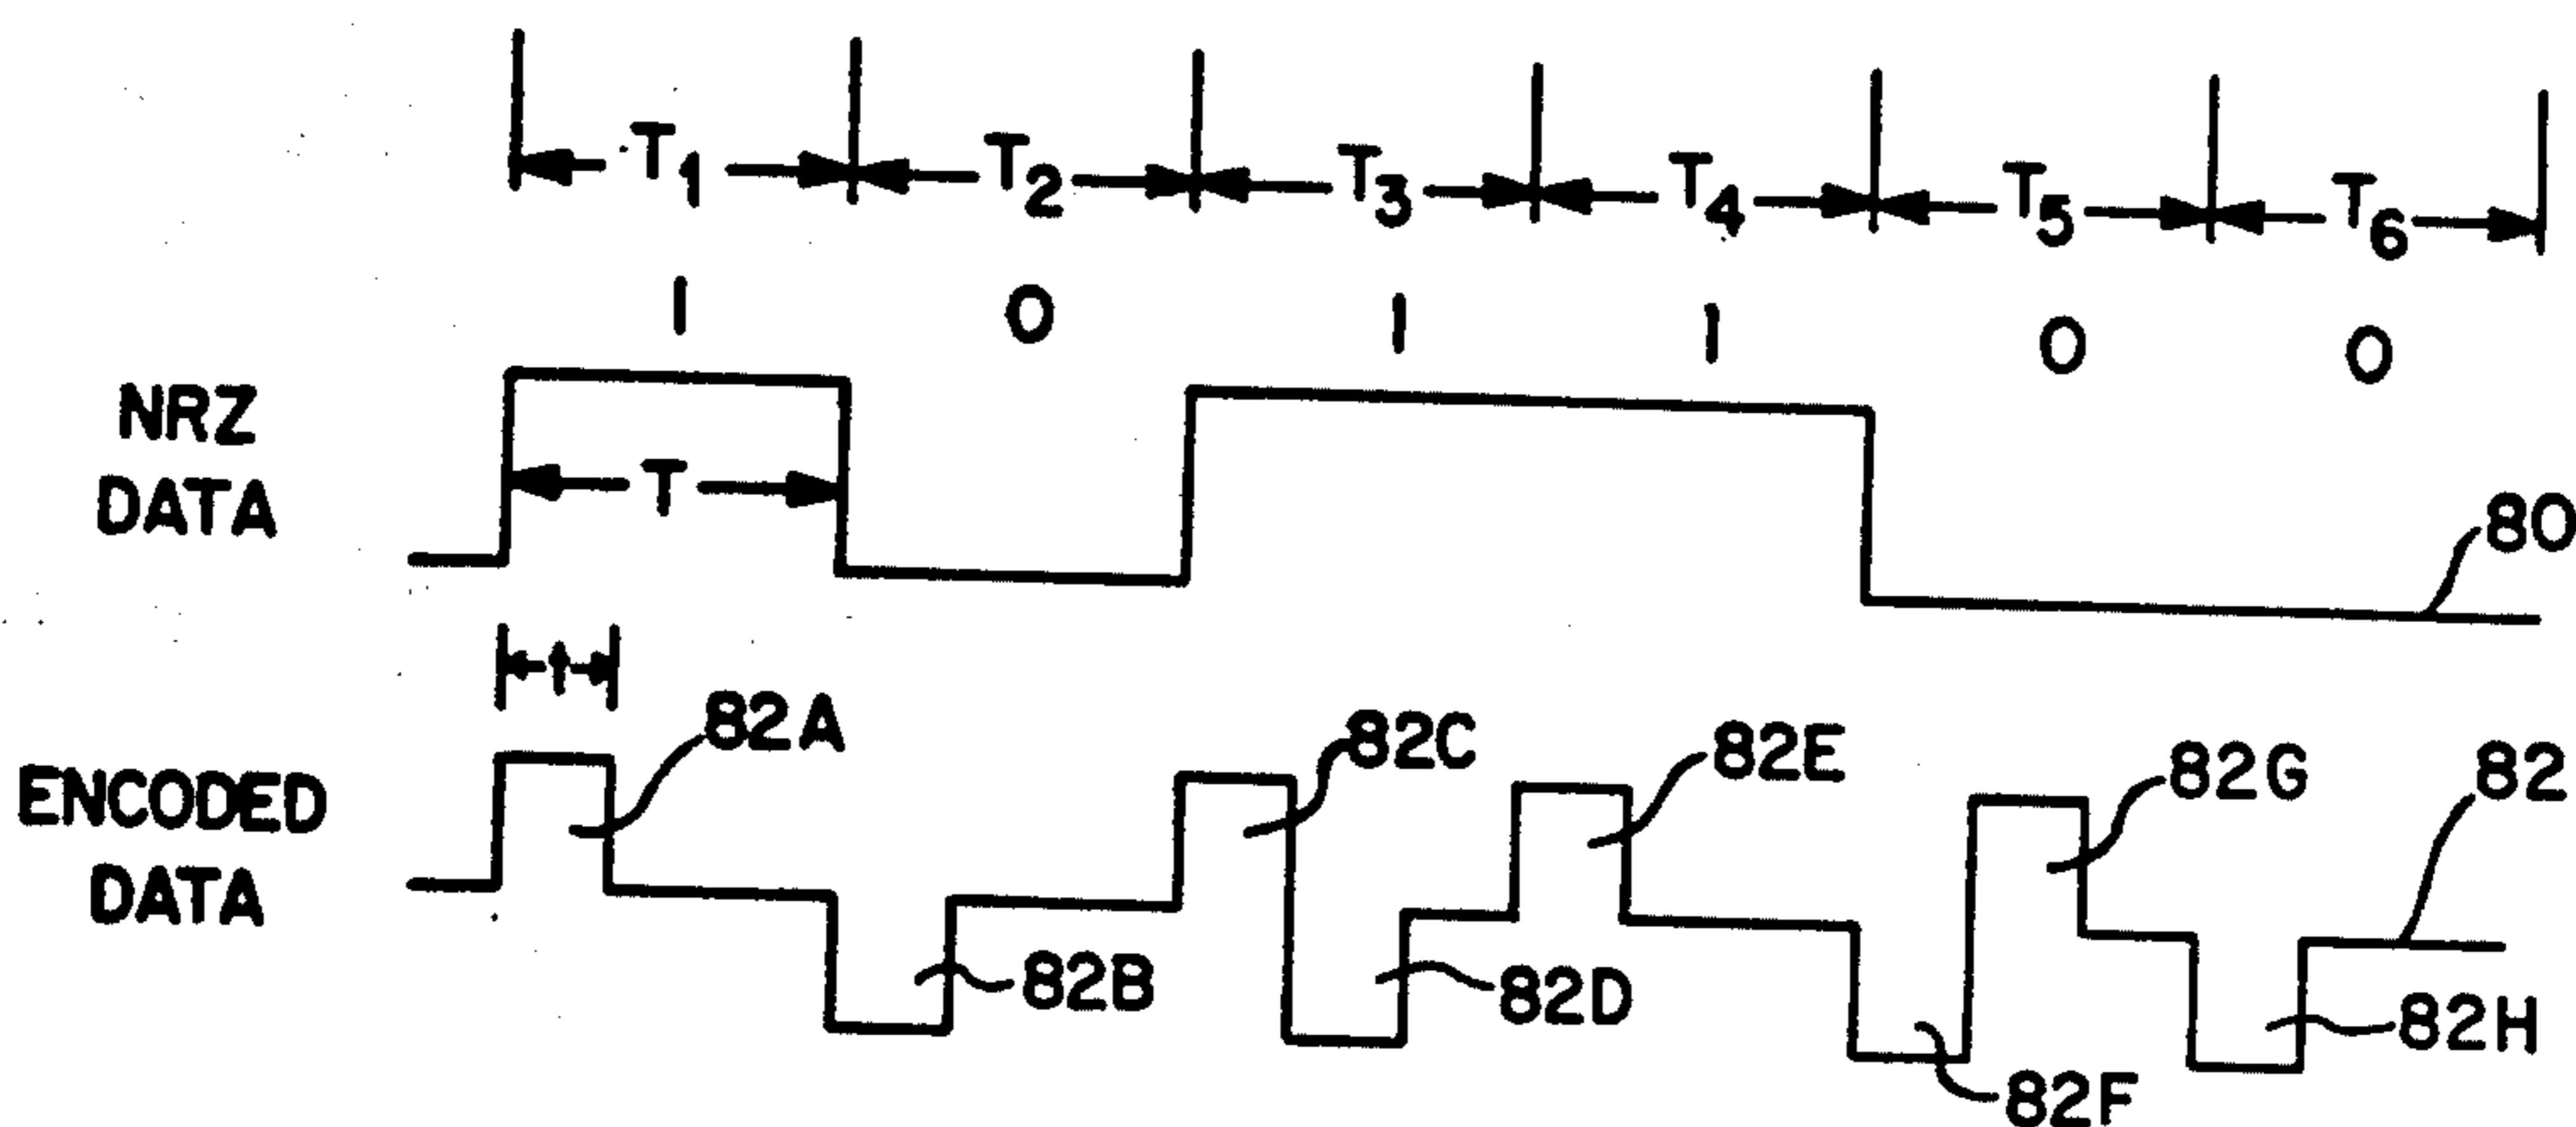 T1 T2 T3 T4 T5 T6
1 0 1 1 0 0
NRZ
DATA
T
80
t
82A 82C 82E 82G 82
ENCODED
DATA
82B 82D 82F 82H